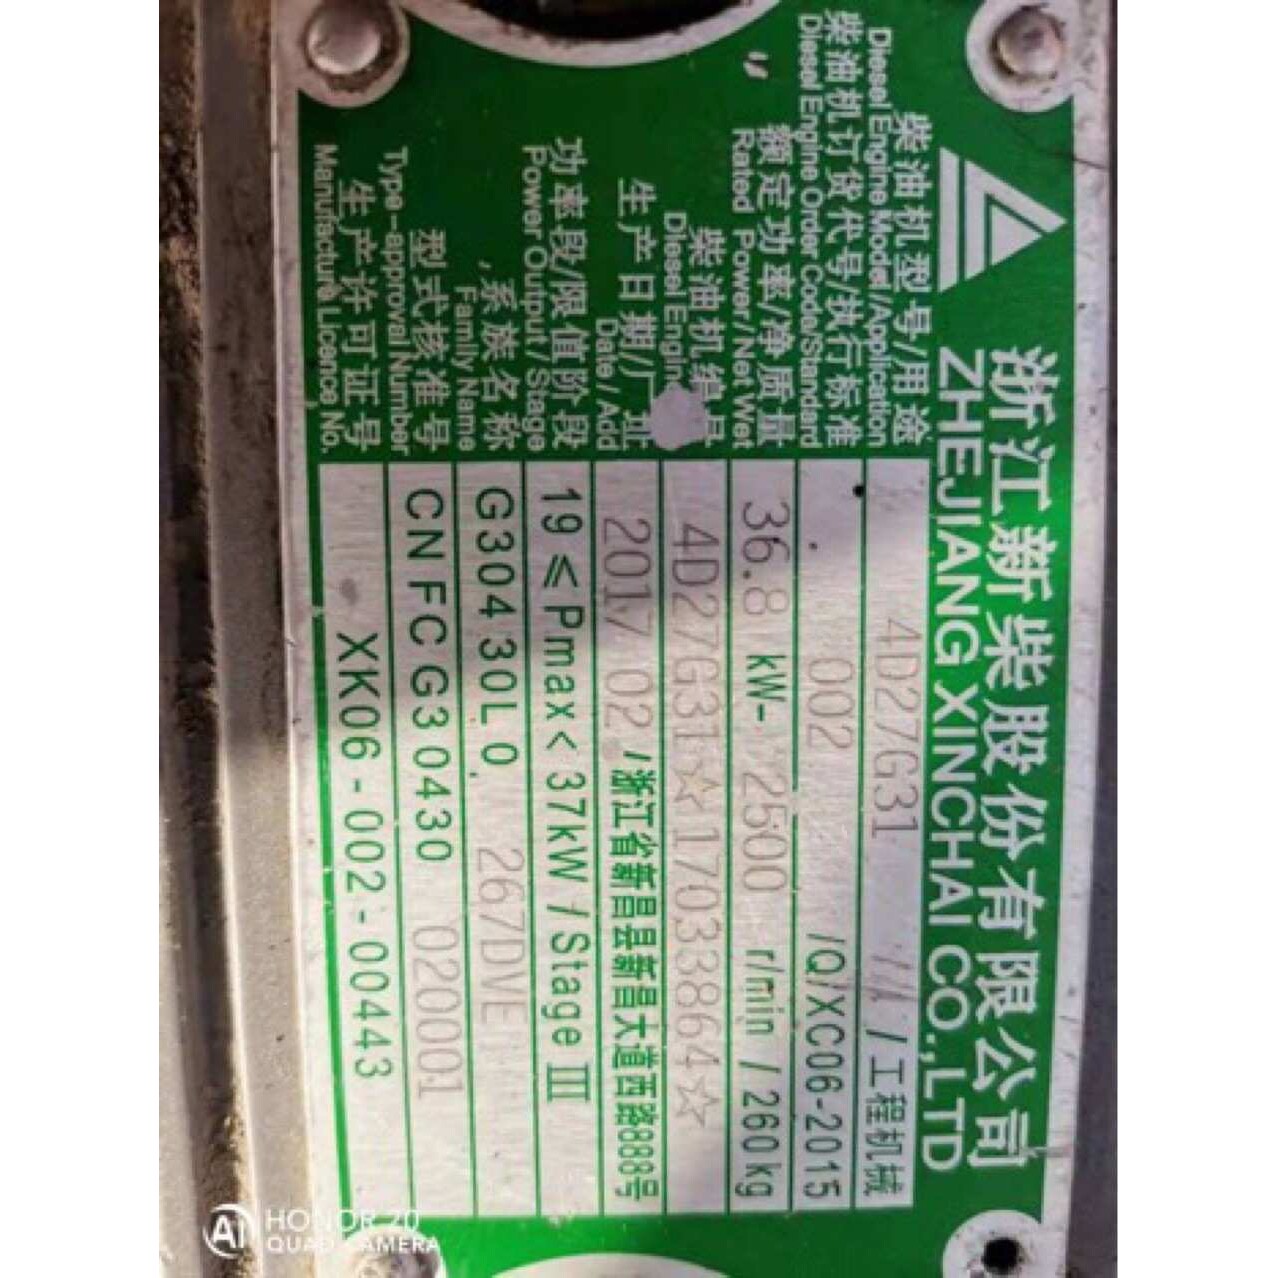 浙江新柴股份有限公司
ZHEJIANG XINCHAI CO.,LTD
柴油机型号/用途 4D27G31 / 工程机械
Diesel Engine Model/Application
柴油机订货代号/执行标准 002 /Q/XC06-2015
Diesel Engine Order Code/Standard
额定功率/净质量 36.8 kW- 2500 r/min / 260kg
Rated Power/Net Wet
柴油机编号 4D27G31☆17033864☆
Diesel Engin
生产日期/厂址 2017 02 /浙江省新昌县新昌大道西路888号
Date/Add
功率段/限值阶段 19≤Pmax<37kW/Stage III
Power Output/Stage
系族名称 G30430L0 267DVE
Family Name
型式核准号 CNFCG30430 020001
Type-approval Number
生产许可证号 XK06-002-00443
Manufacture Licence No.
HONOR 20
QUAD CAMERA